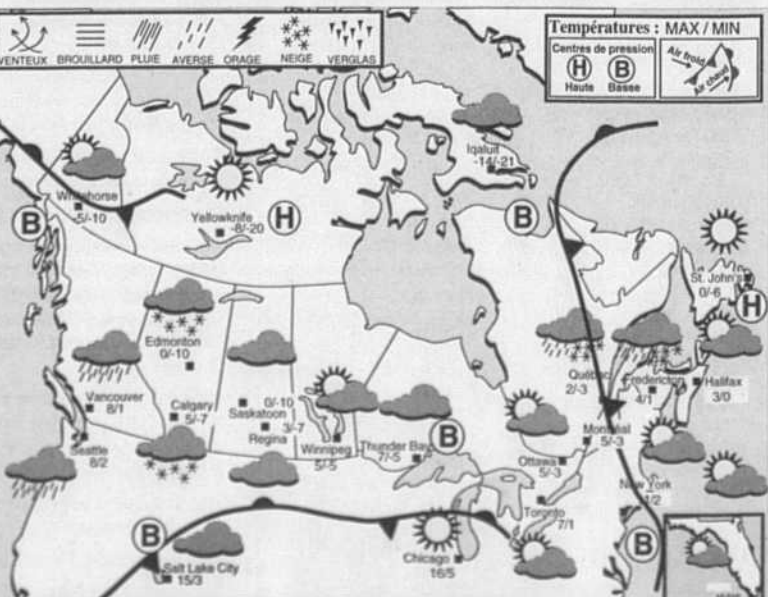 VENTEUX BROUILLARD PLUIE AVERSE ORAGE NEIGE VERGLAS
Températures : MAX / MIN
Centres de pression
H B
Haute Basse
Air froid
Air chaud
Iqaluit
-14/-21
Whitehorse
-5/-10
B
Yellowknife
-8/-20
H
B
St. John's
0/-6
H
Edmonton
0/-10
Vancouver
8/1
Calgary
5/-7
0/-10
Saskatoon
3/-7
Regina
Winnipeg
5/-5
Thunder Bay
7/-5
B
Québec
2/-3
Fredericton
4/1
Halifax
3/0
Seattle
8/2
Montréal
5/-3
Ottawa
5/-3
Toronto
7/1
New York
B
Salt Lake City
15/3
Chicago
16/5
B